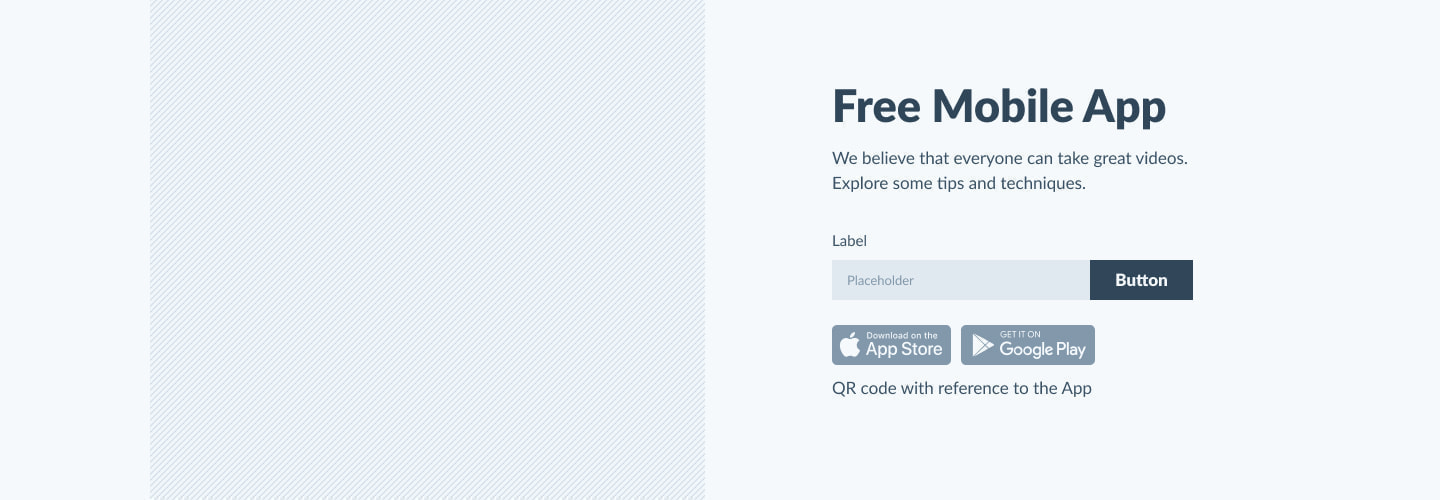 Free Mobile App
We believe that everyone can take great videos.
Explore some tips and techniques.
Label
Placeholder
Button
Download on the
App Store
GET IT ON
Google Play
QR code with reference to the App